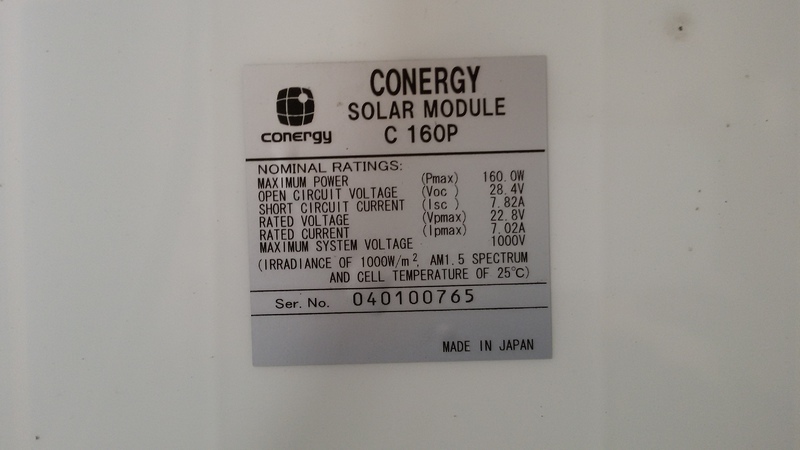 CONERGY
SOLAR MODULE
conergy
C 160P
NOMINAL RATINGS:
MAXIMUM POWER (Pmax) 160.0W
OPEN CIRCUIT VOLTAGE (Voc ) 28.4V
SHORT CIRCUIT CURRENT (Isc ) 7.82A
RATED VOLTAGE (Vpmax) 22.8V
RATED CURRENT (Ipmax) 7.02A
MAXIMUM SYSTEM VOLTAGE 1000V
(IRRADIANCE OF 1000W/m², AM1.5 SPECTRUM
AND CELL TEMPERATURE OF 25℃)
Ser. No. 040100765
MADE IN JAPAN